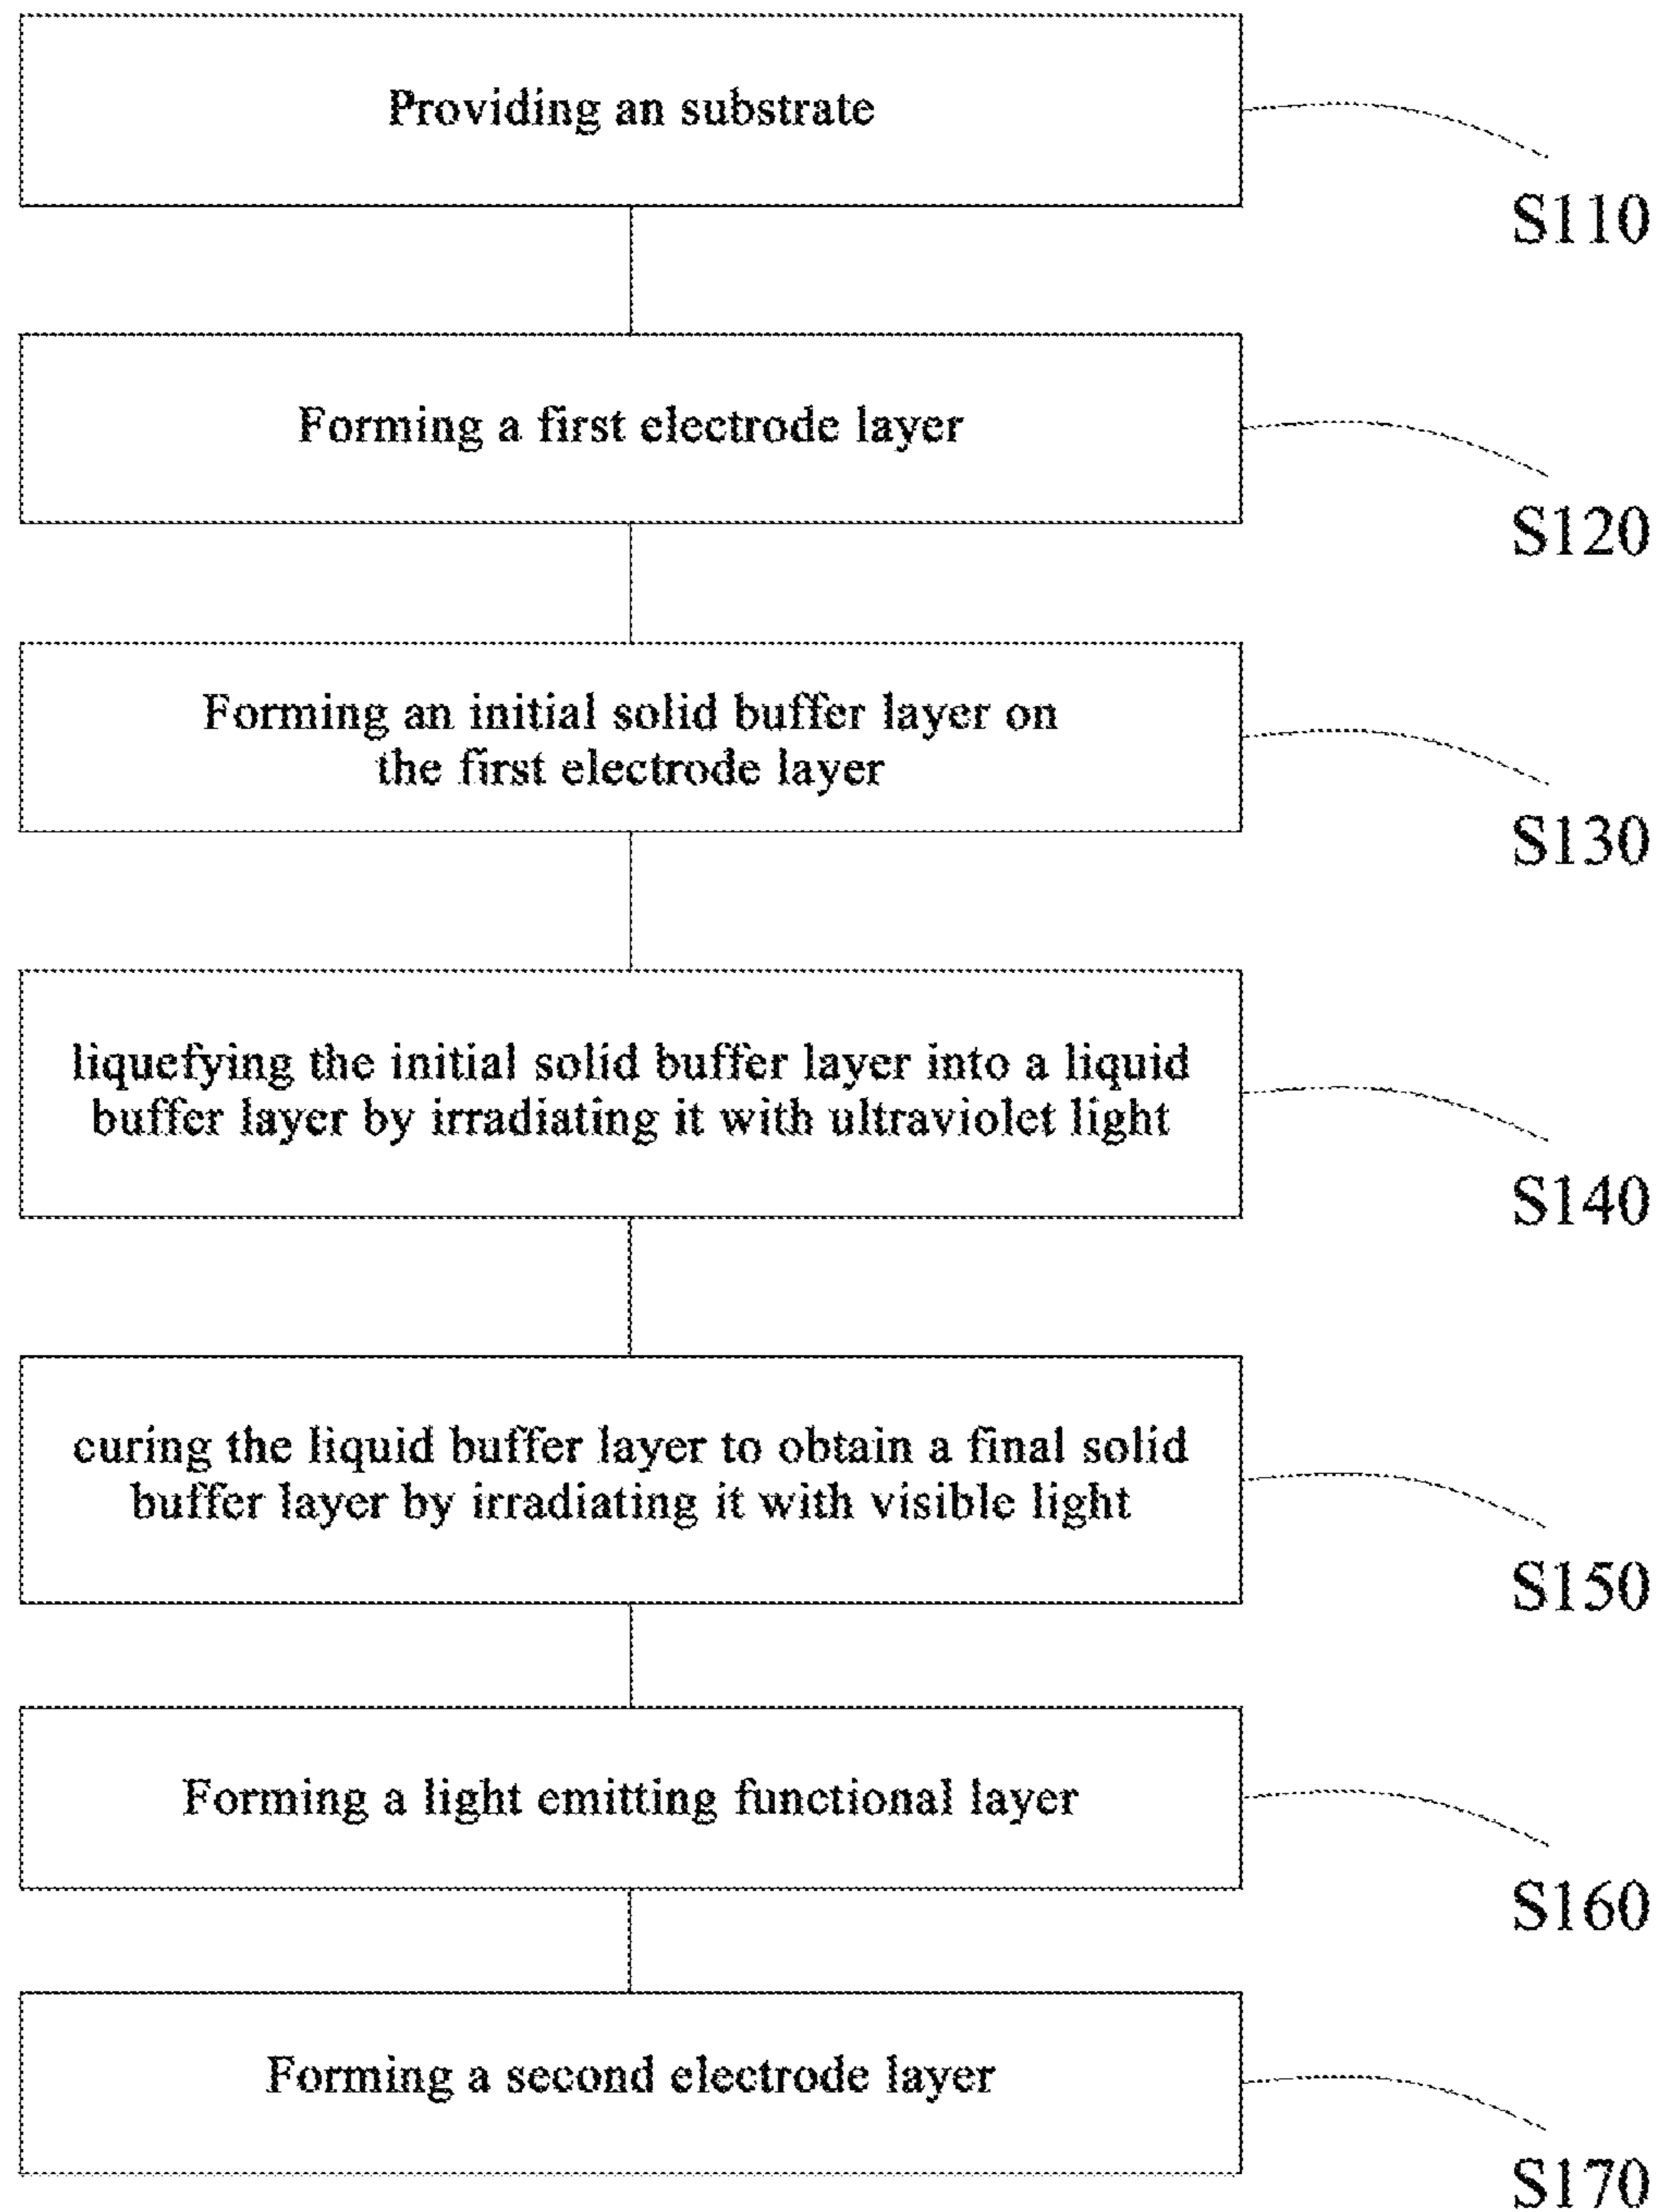 Providing an substrate
S110
Forming a first electrode layer
S120
Forming an initial solid buffer layer on
the first electrode layer
S130
liquefying the initial solid buffer layer into a liquid
buffer layer by irradiating it with ultraviolet light
S140
curing the liquid buffer layer to obtain a final solid
buffer layer by irradiating it with visible light
S150
Forming a light emitting functional layer
S160
Forming a second electrode layer
S170